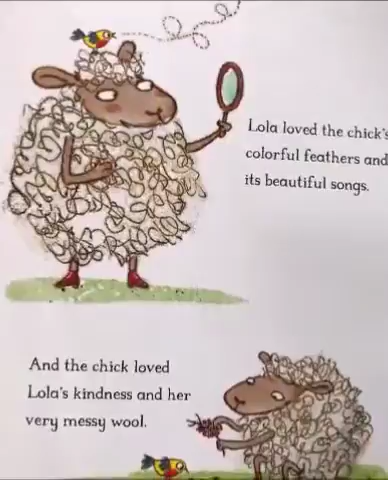 Lola loved the chick's
colorful feathers and
its beautiful songs.
And the chick loved
Lola's kindness and her
very messy wool.